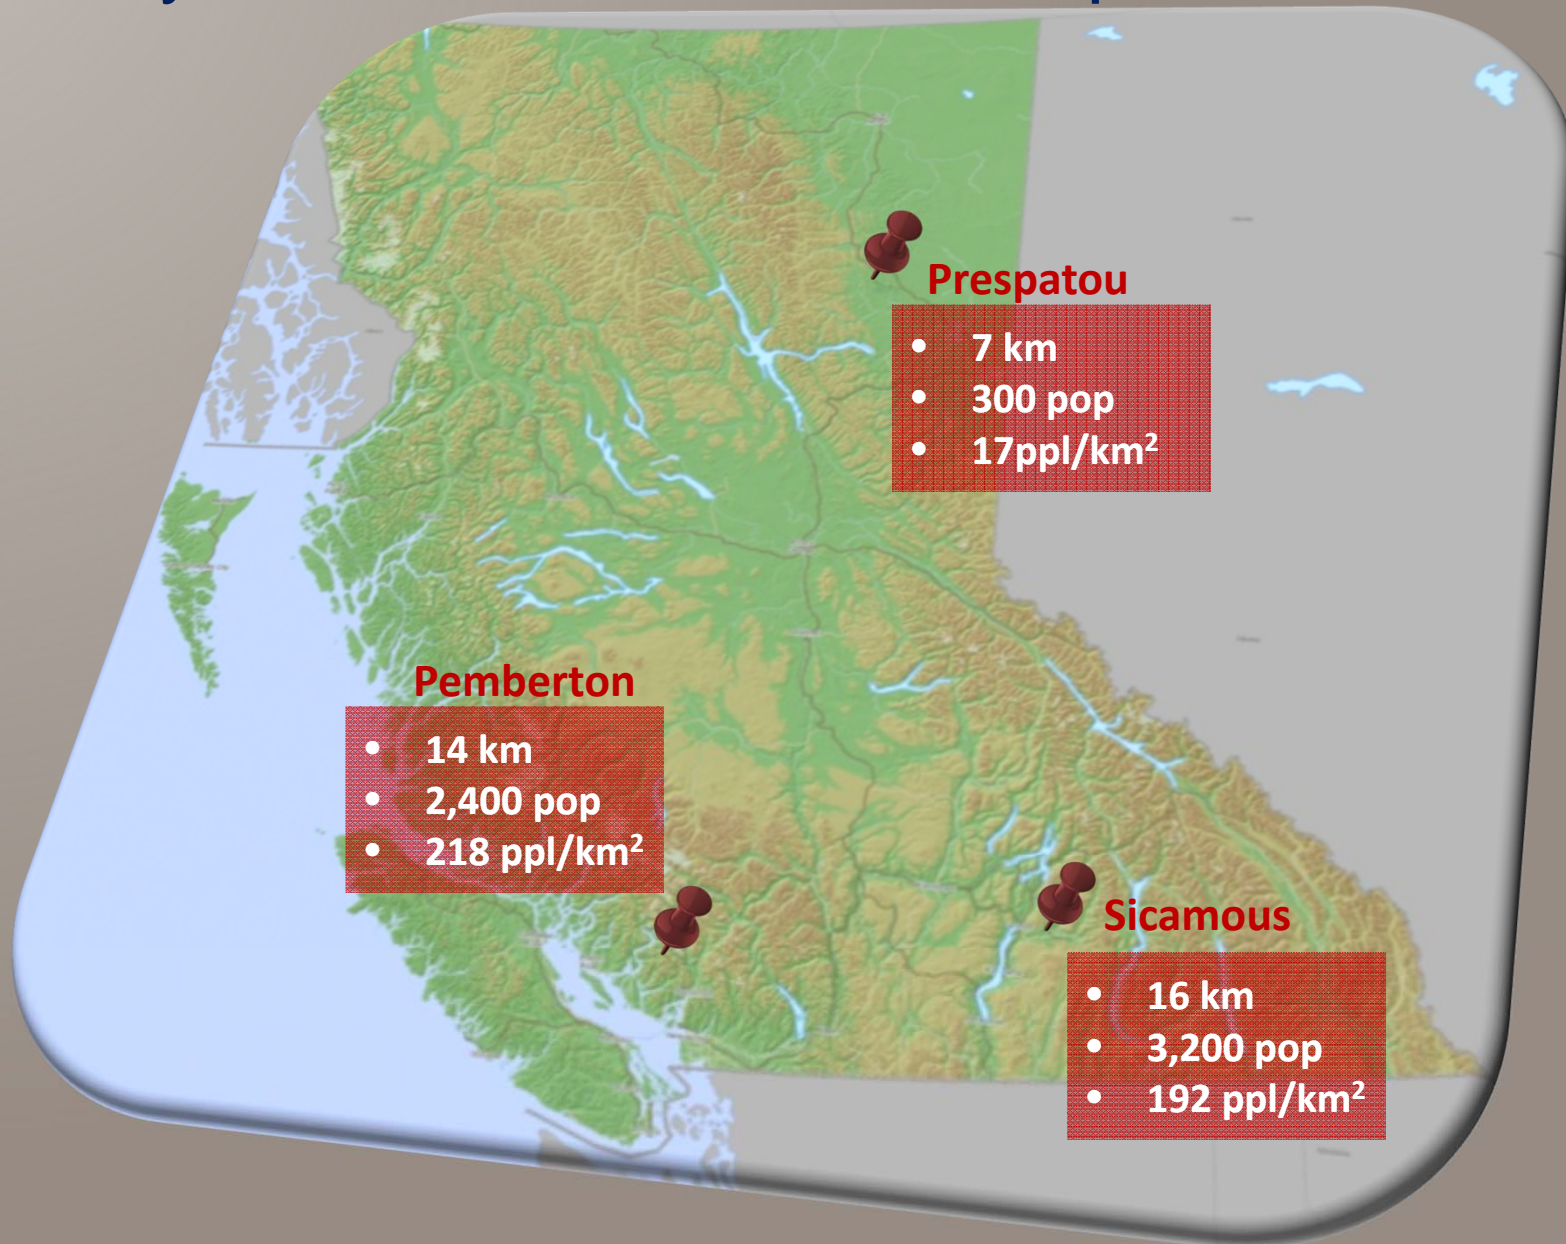 Prespatou
• 7 km
• 300 pop
• 17ppl/km²
Pemberton
• 14 km
• 2,400 pop
• 218 ppl/km²
Sicamous
• 16 km
• 3,200 pop
• 192 ppl/km²